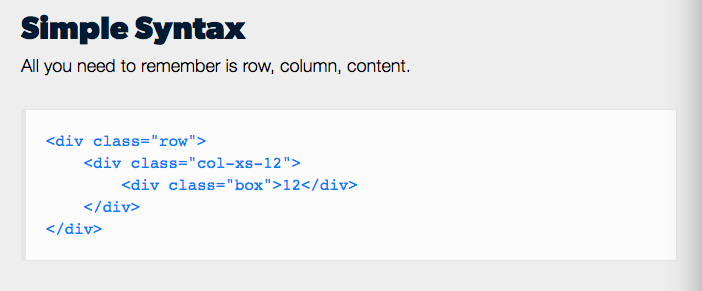 Simple Syntax
All you need to remember is row, column, content.
<div class="row">
<div class="col-xs-12">
<div class="box">12</div>
</div>
</div>